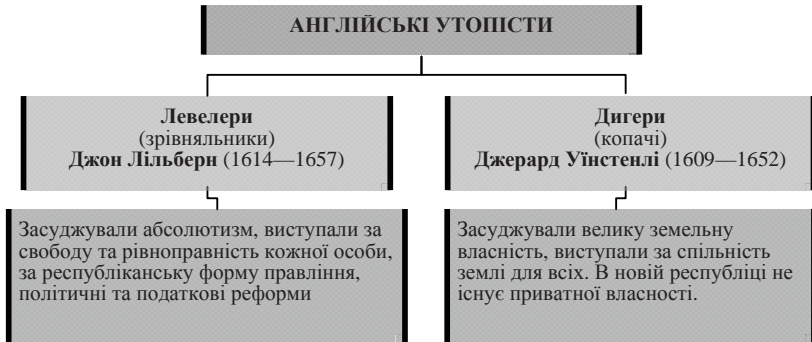 АНГЛІЙСЬКІ УТОПІСТИ
Левелери
(зрівняльники)
Джон Лільберн (1614—1657)
Дигери
(копачі)
Джерард Уїнстенлі (1609—1652)
Засуджували абсолютизм, виступали за
свободу та рівноправність кожної особи,
за республіканську форму правління,
політичні та податкові реформи
Засуджували велику земельну
власність, виступали за спільність
землі для всіх. В новій республіці не
існує приватної власності.